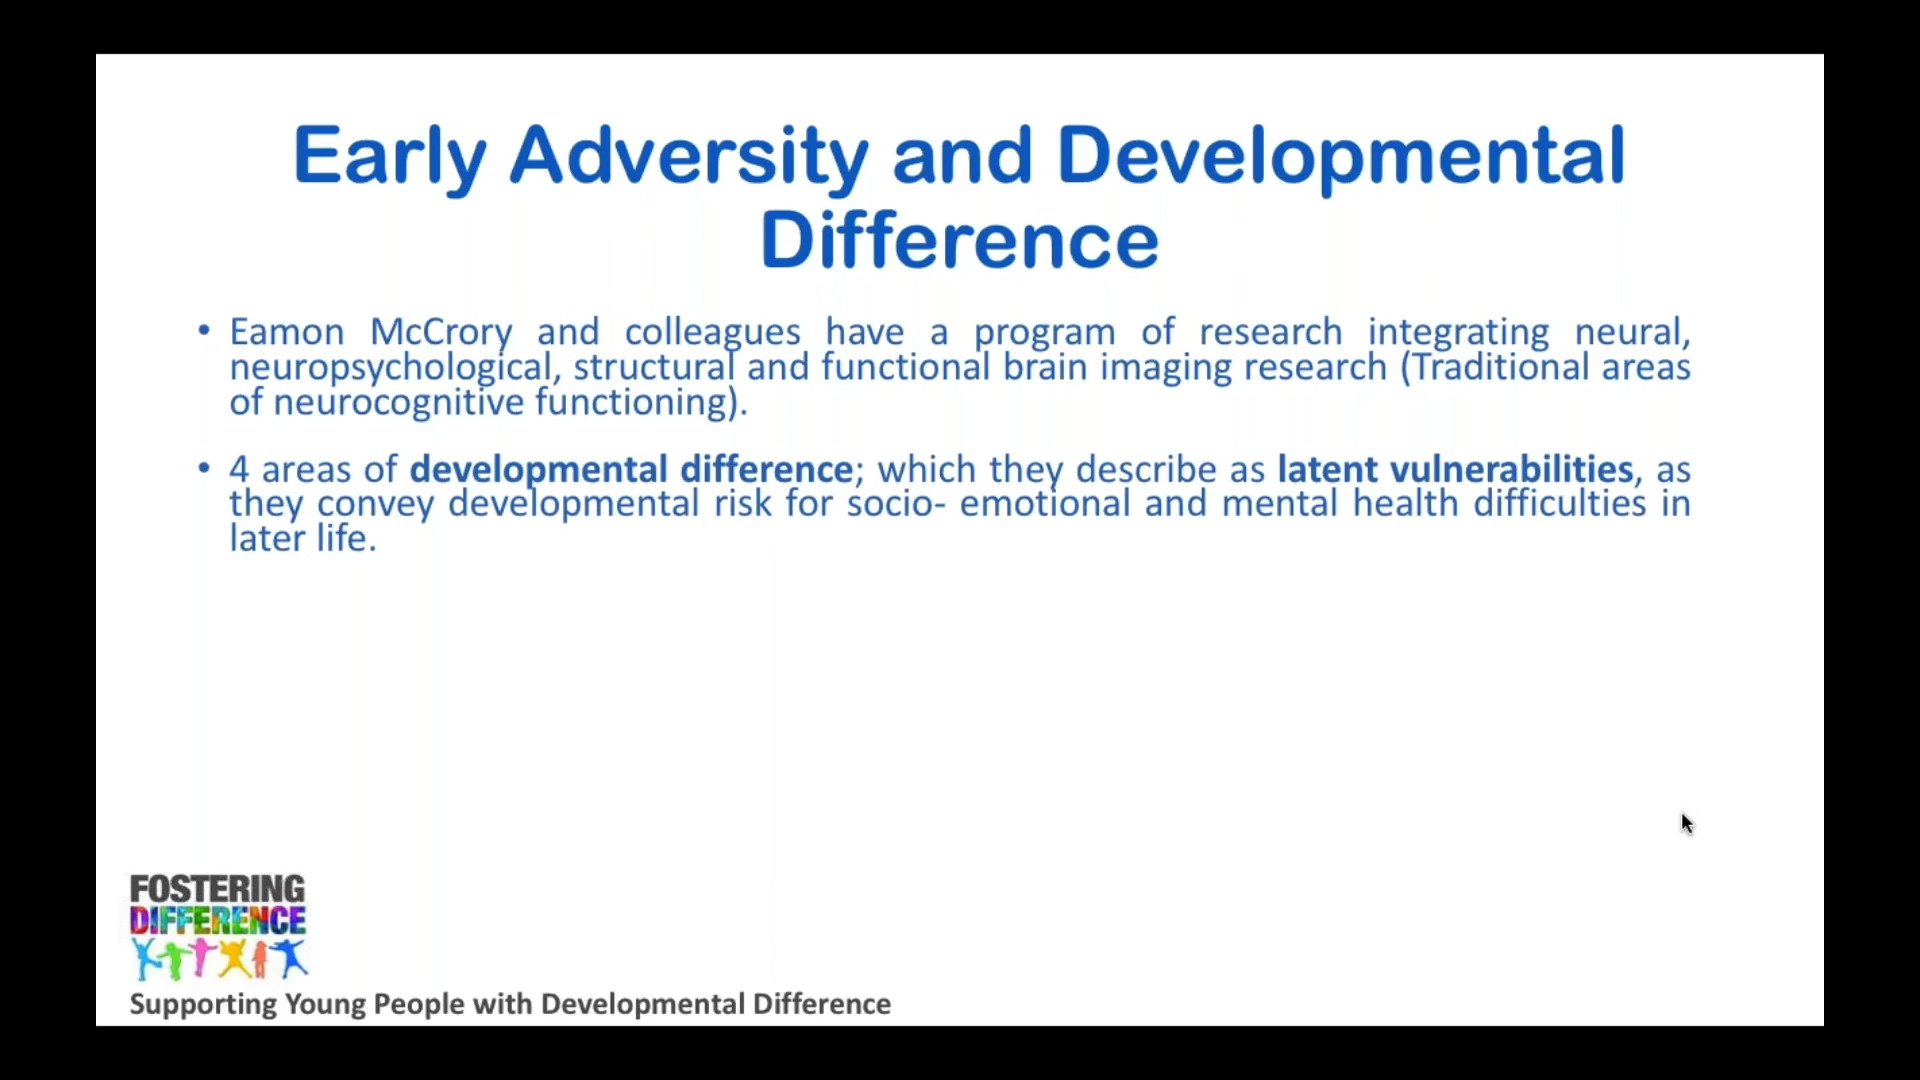 Early Adversity and Developmental
Difference
• Eamon McCrory and colleagues have a program of research integrating neural,
neuropsychological, structural and functional brain imaging research (Traditional areas
of neurocognitive functioning).
• 4 areas of developmental difference; which they describe as latent vulnerabilities, as
they convey developmental risk for socio- emotional and mental health difficulties in
later life.
FOSTERING
DIFFERENCE
Supporting Young People with Developmental Difference